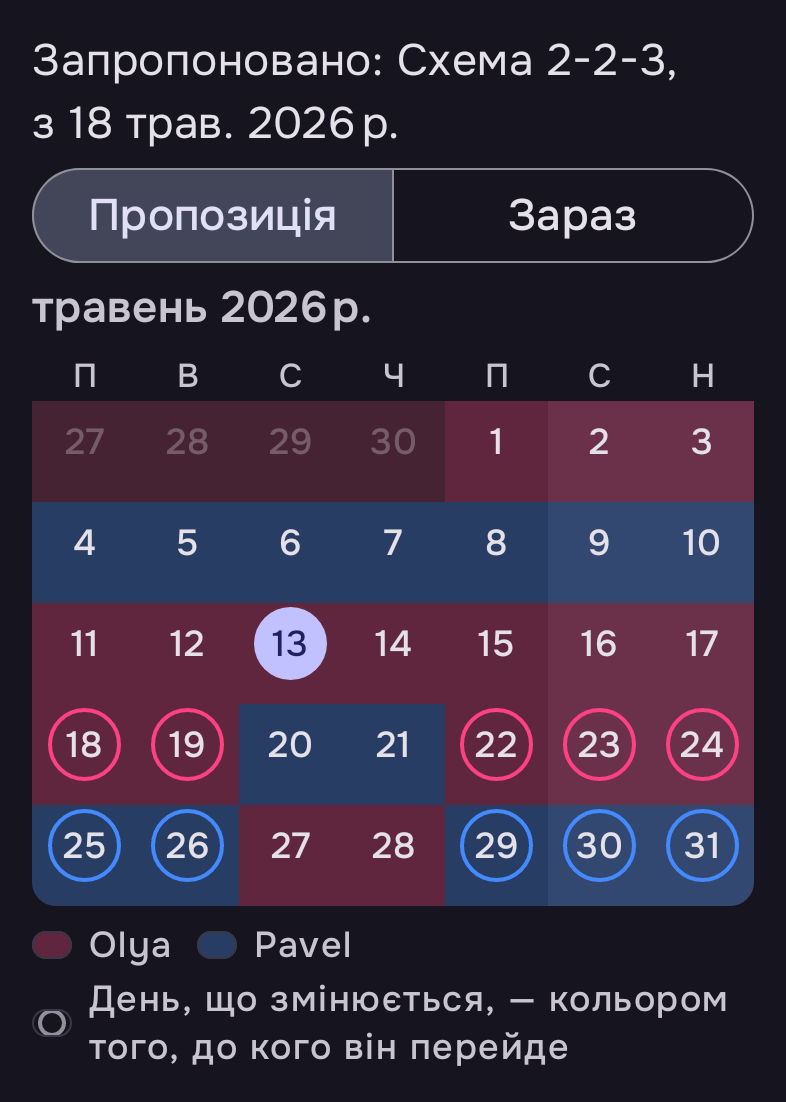 Запропоновано: Схема 2-2-3,
з 18 трав. 2026 р.
Пропозиція Зараз
травень 2026 р.
П В С Ч П С Н
27 28 29 30 1 2 3
4 5 6 7 8 9 10
11 12 13 14 15 16 17
18 19 20 21 22 23 24
25 26 27 28 29 30 31
Olya Pavel
День, що змінюється, — кольором
того, до кого він перейде